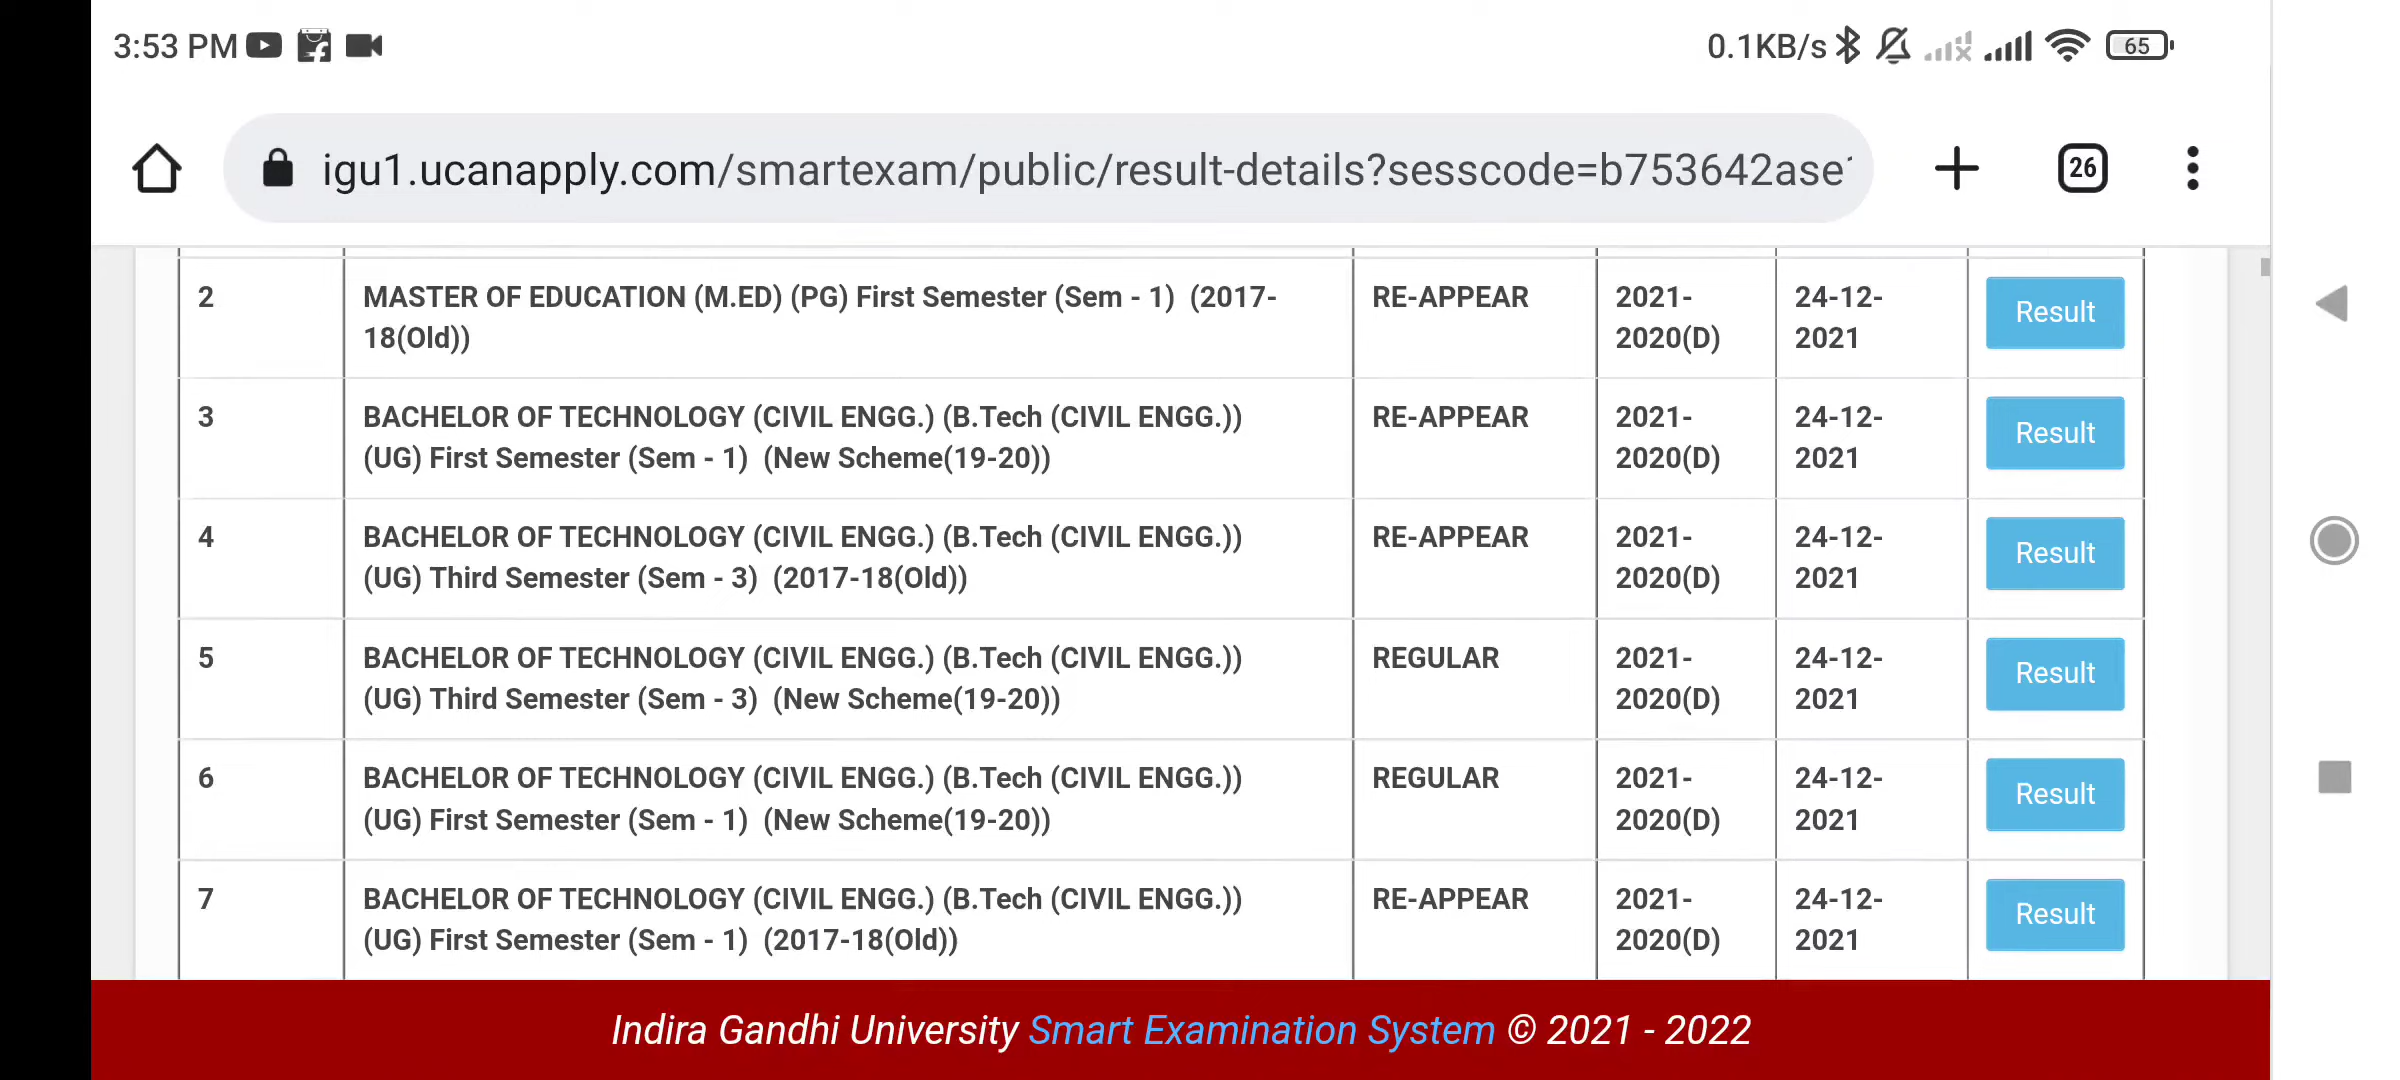 3:53 PM 0.1KB/s 65
igu1.ucanapply.com/smartexam/public/result-details?sesscode=b753642ase 26
2 MASTER OF EDUCATION (M.ED) (PG) First Semester (Sem - 1) (2017- RE-APPEAR 2021- 24-12- Result
18(Old)) 2020(D) 2021
3 BACHELOR OF TECHNOLOGY (CIVIL ENGG.) (B.Tech (CIVIL ENGG.)) RE-APPEAR 2021- 24-12- Result
(UG) First Semester (Sem - 1) (New Scheme(19-20)) 2020(D) 2021
4 BACHELOR OF TECHNOLOGY (CIVIL ENGG.) (B.Tech (CIVIL ENGG.)) RE-APPEAR 2021- 24-12- Result
(UG) Third Semester (Sem - 3) (2017-18(Old)) 2020(D) 2021
5 BACHELOR OF TECHNOLOGY (CIVIL ENGG.) (B.Tech (CIVIL ENGG.)) REGULAR 2021- 24-12- Result
(UG) Third Semester (Sem - 3) (New Scheme(19-20)) 2020(D) 2021
6 BACHELOR OF TECHNOLOGY (CIVIL ENGG.) (B.Tech (CIVIL ENGG.)) REGULAR 2021- 24-12- Result
(UG) First Semester (Sem - 1) (New Scheme(19-20)) 2020(D) 2021
7 BACHELOR OF TECHNOLOGY (CIVIL ENGG.) (B.Tech (CIVIL ENGG.)) RE-APPEAR 2021- 24-12- Result
(UG) First Semester (Sem - 1) (2017-18(Old)) 2020(D) 2021
Indira Gandhi University Smart Examination System © 2021 - 2022